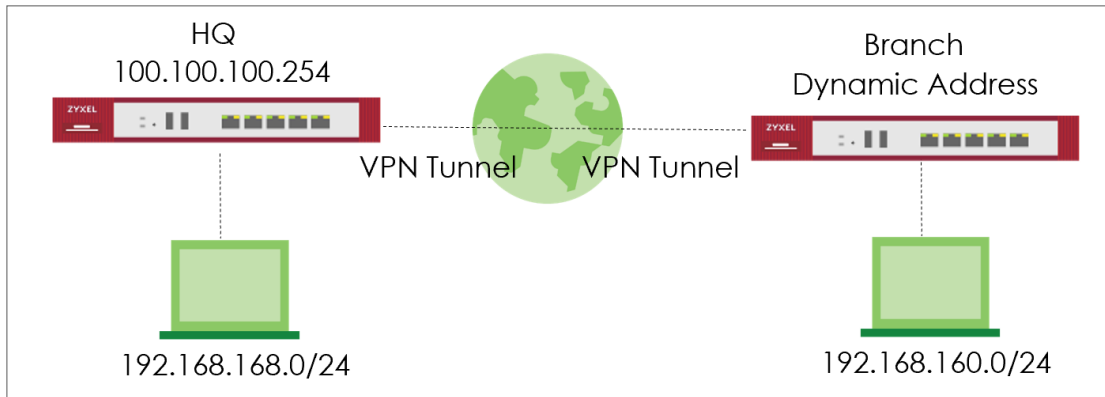 HQ
100.100.100.254
ZYXEL
Branch
Dynamic Address
ZYXEL
VPN Tunnel
VPN Tunnel
192.168.168.0/24
192.168.160.0/24